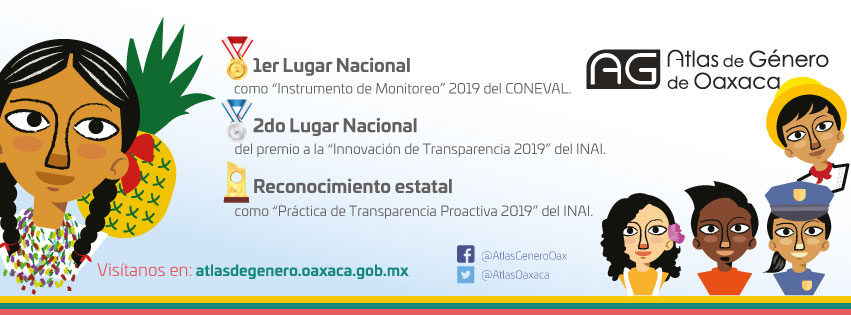 1er Lugar Nacional
como “Instrumento de Monitoreo” 2019 del CONEVAL.
2do Lugar Nacional
del premio a la “Innovación de Transparencia 2019” del INAI.
Reconocimiento estatal
como “Práctica de Transparencia Proactiva 2019” del INAI.
AG Atlas de Género
de Oaxaca
@AtlasGeneroOax
@AtlasOaxaca
Visítanos en: atlasdegenero.oaxaca.gob.mx